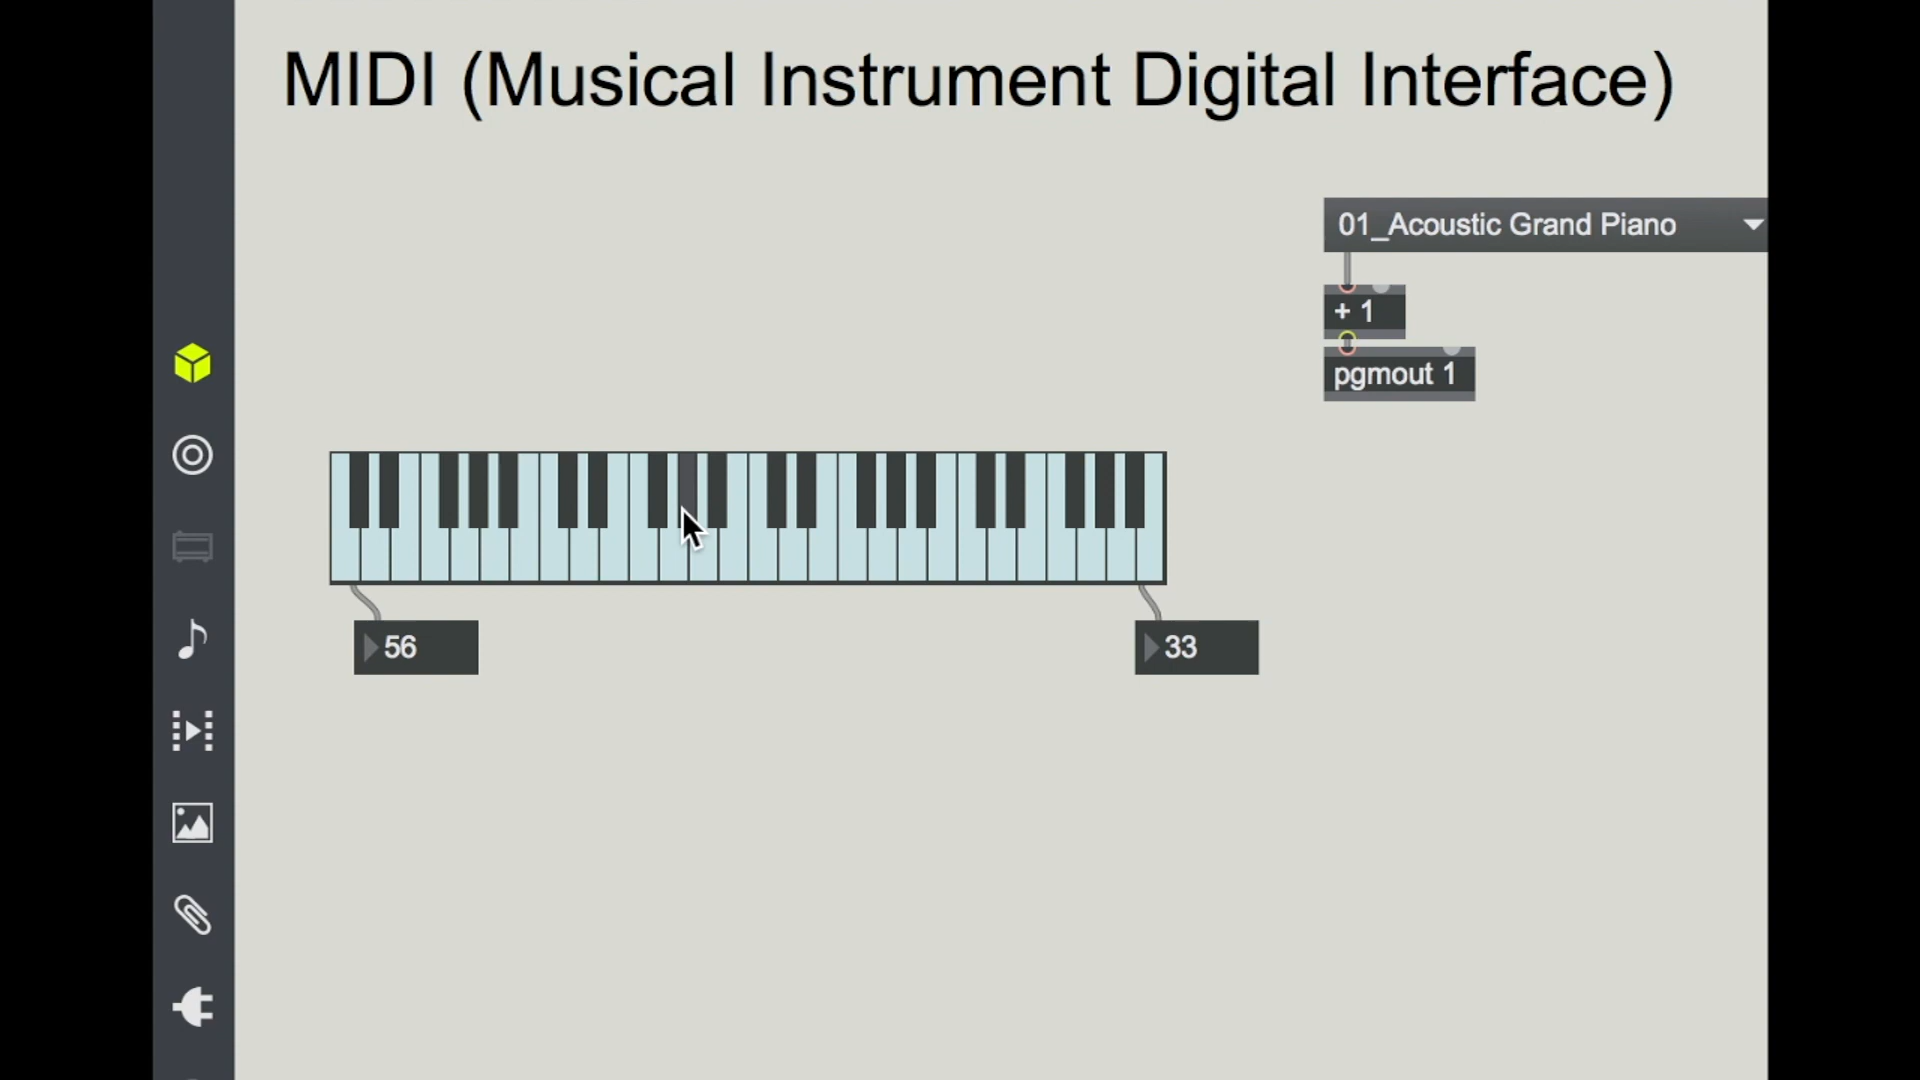 MIDI (Musical Instrument Digital Interface)
01_Acoustic Grand Piano
+ 1
pgmout 1
56
33